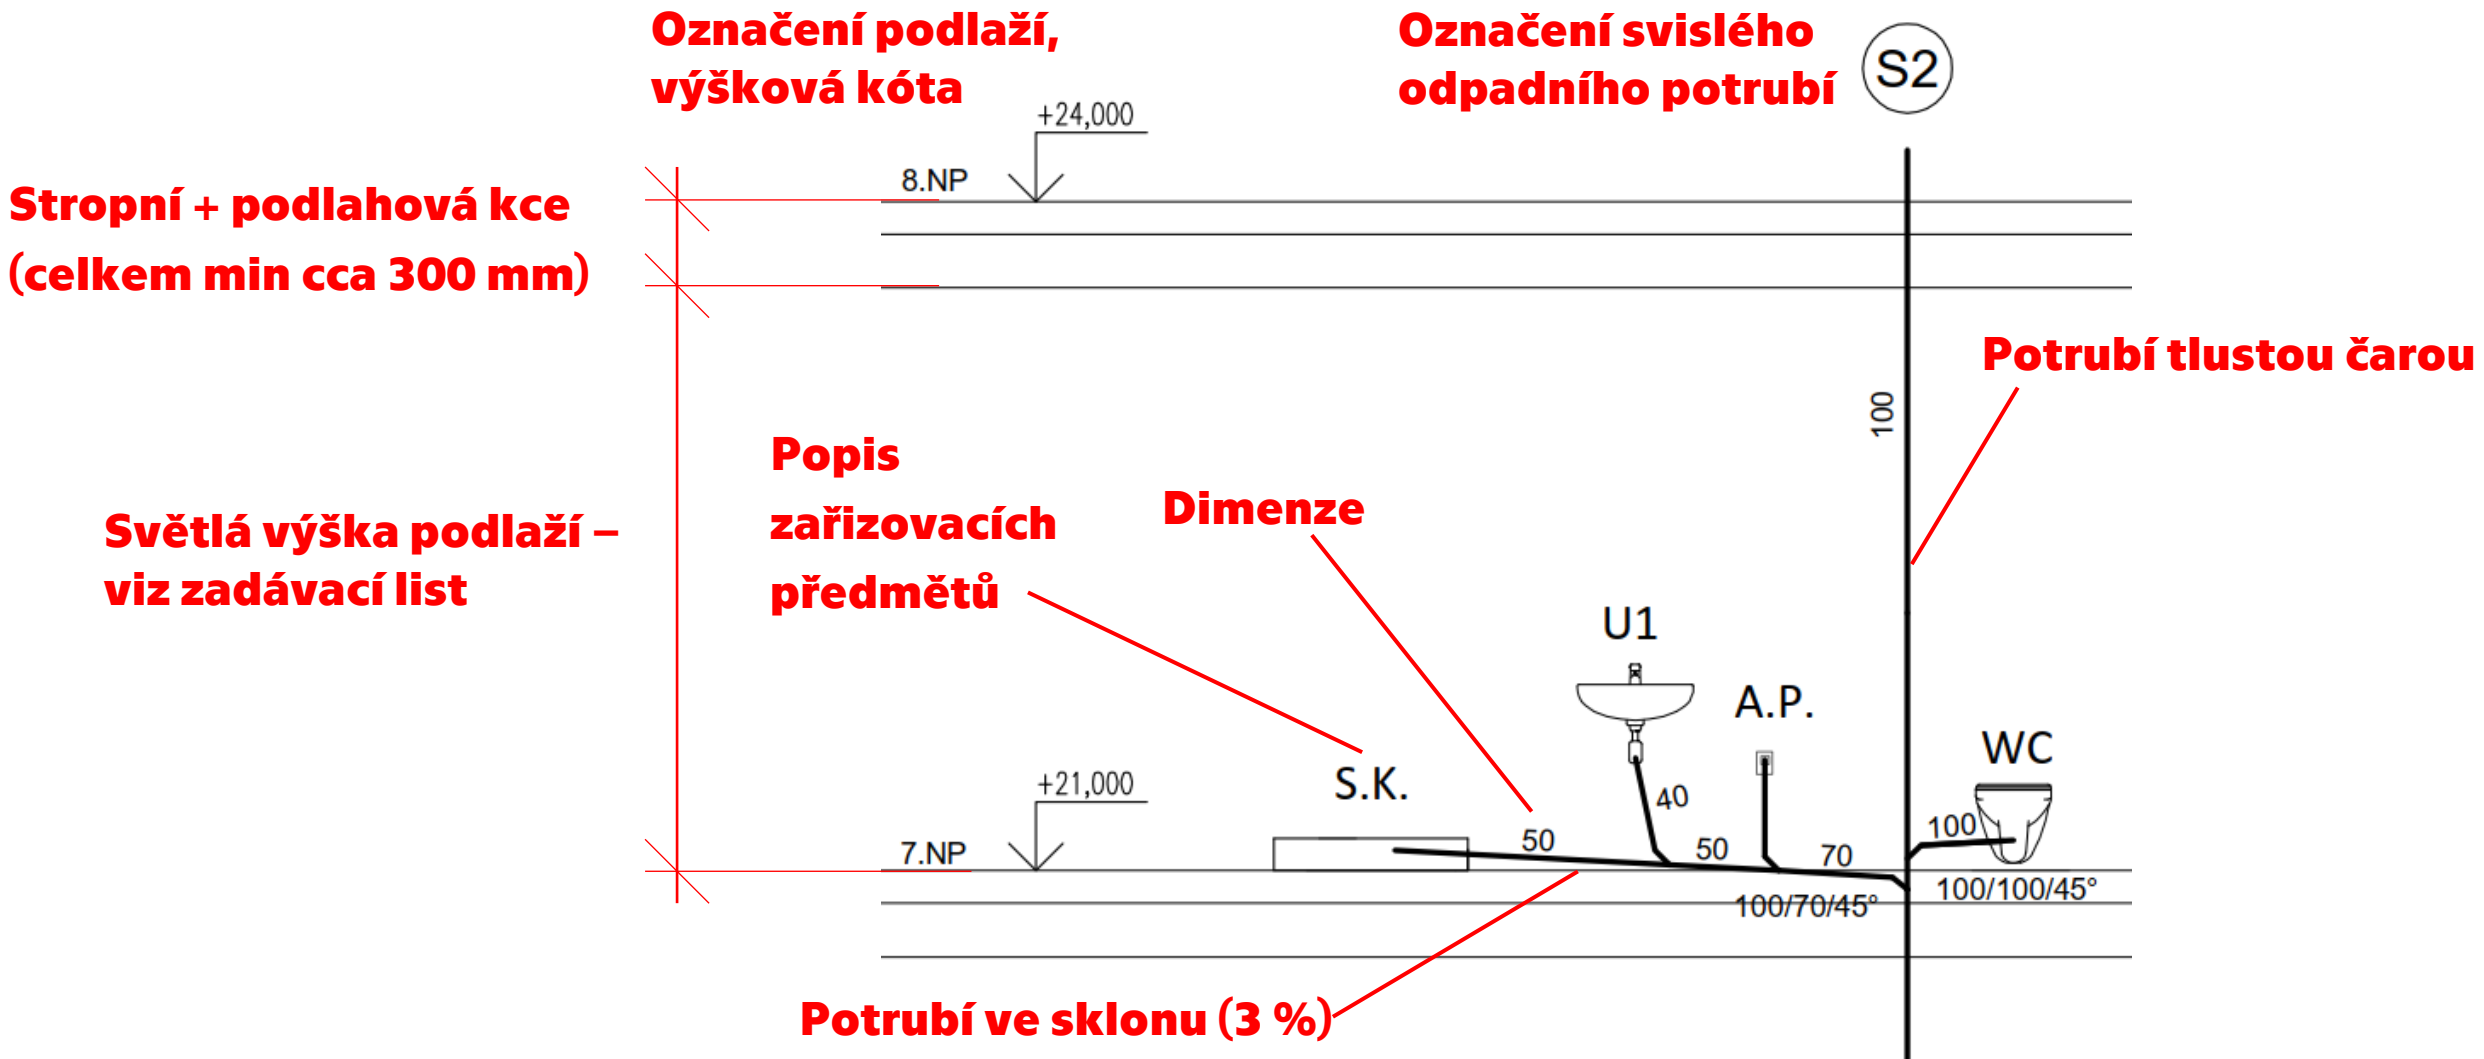 Označení podlaží,
výšková kóta
Označení svislého
odpadního potrubí
S2
+24,000
8.NP
Stropní + podlahová kce
(celkem min cca 300 mm)
Potrubí tlustou čarou
100
Popis
zařizovacích
předmětů
Dimenze
Světlá výška podlaží –
viz zadávací list
U1
A.P.
WC
S.K.
+21,000
40
100
50
50
70
7.NP
100/70/45°
100/100/45°
Potrubí ve sklonu (3 %)